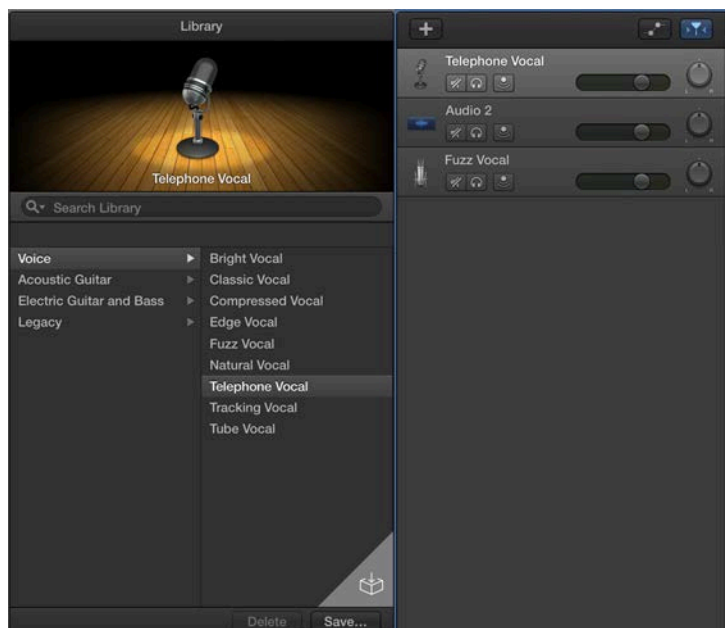 Library
Telephone Vocal
Search Library
Voice
Acoustic Guitar
Electric Guitar and Bass
Legacy
Bright Vocal
Classic Vocal
Compressed Vocal
Edge Vocal
Fuzz Vocal
Natural Vocal
Telephone Vocal
Tracking Vocal
Tube Vocal
Delete
Save...
Telephone Vocal
L R
Audio 2
L R
Fuzz Vocal
L R